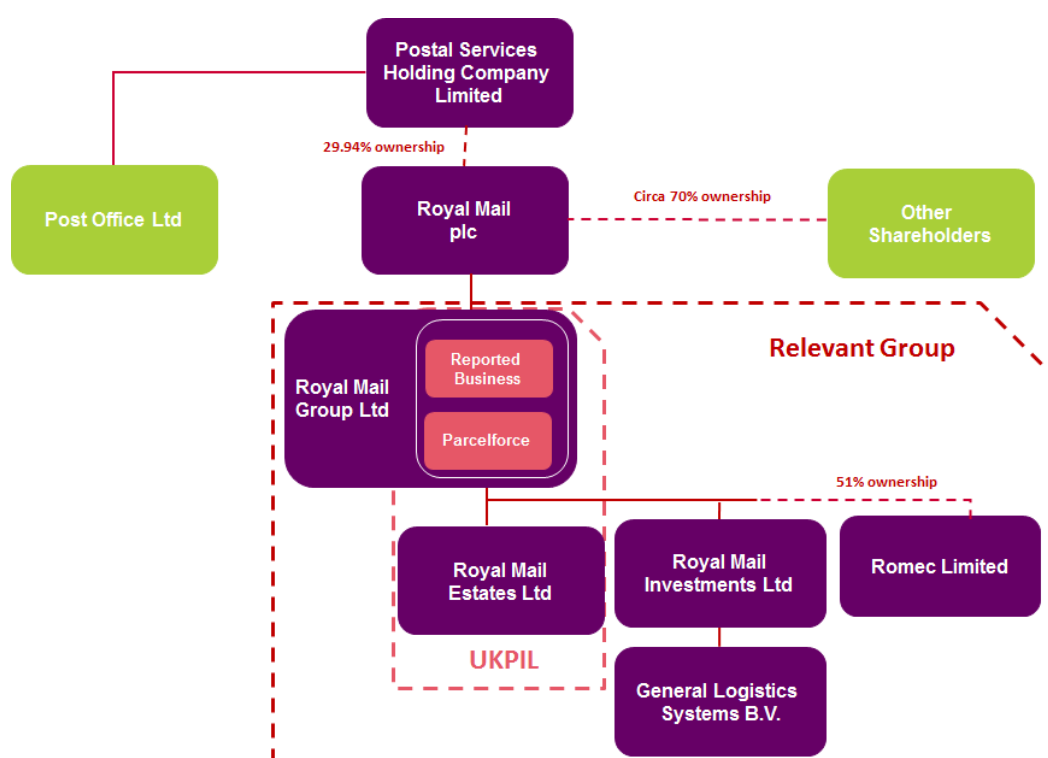 Postal Services
Holding Company
Limited
29.94% ownership
Post Office Ltd
Royal Mail
plc
Circa 70% ownership
Other
Shareholders
Relevant Group
Royal Mail
Group Ltd
Reported
Business
Parcelforce
51% ownership
Royal Mail
Estates Ltd
Royal Mail
Investments Ltd
Romec Limited
UKPIL
General Logistics
Systems B.V.